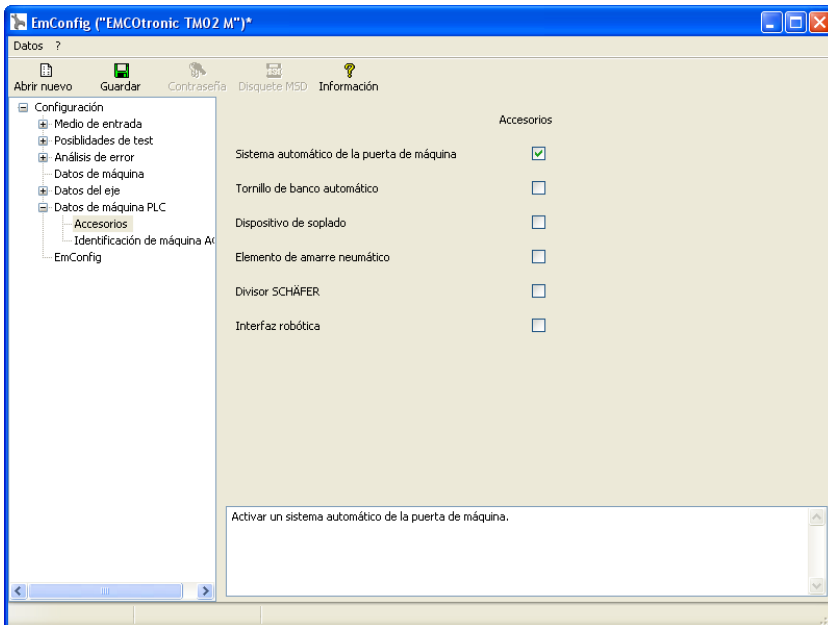 EmConfig ("EMCOtronic TM02 M")*
Datos ?
Abrir nuevo Guardar Contraseña Disquete MSD Información
Configuración
Medio de entrada
Posiblidades de test
Análisis de error
Datos de máquina
Datos del eje
Datos de máquina PLC
Accesorios
Identificación de máquina AC
EmConfig
Accesorios
Sistema automático de la puerta de máquina
Tornillo de banco automático
Dispositivo de soplado
Elemento de amarre neumático
Divisor SCHÄFER
Interfaz robótica
Activar un sistema automático de la puerta de máquina.